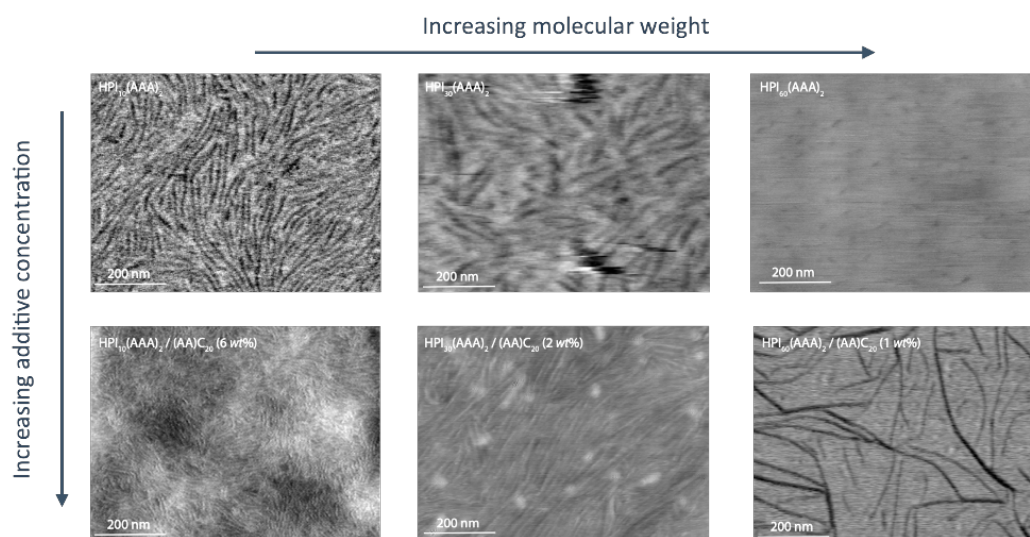 Increasing molecular weight
Increasing additive concentration
HPI₁₀(AAA)₂
200 nm
HPI₃₀(AAA)₂
200 nm
HPI₆₀(AAA)₂
200 nm
HPI₁₀(AAA)₂ / (AA)C₂₀ (6 wt%)
200 nm
HPI₃₀(AAA)₂ / (AA)C₂₀ (2 wt%)
200 nm
HPI₆₀(AAA)₂ / (AA)C₂₀ (1 wt%)
200 nm